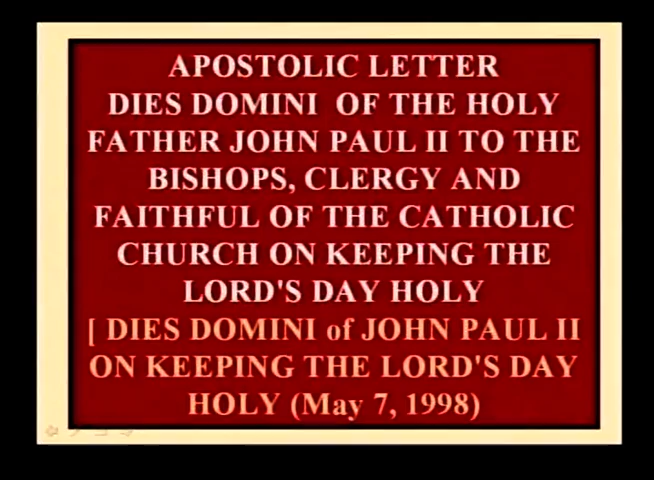 APOSTOLIC LETTER
DIES DOMINI OF THE HOLY
FATHER JOHN PAUL II TO THE
BISHOPS, CLERGY AND
FAITHFUL OF THE CATHOLIC
CHURCH ON KEEPING THE
LORD'S DAY HOLY
[ DIES DOMINI of JOHN PAUL II
ON KEEPING THE LORD'S DAY
HOLY (May 7, 1998)